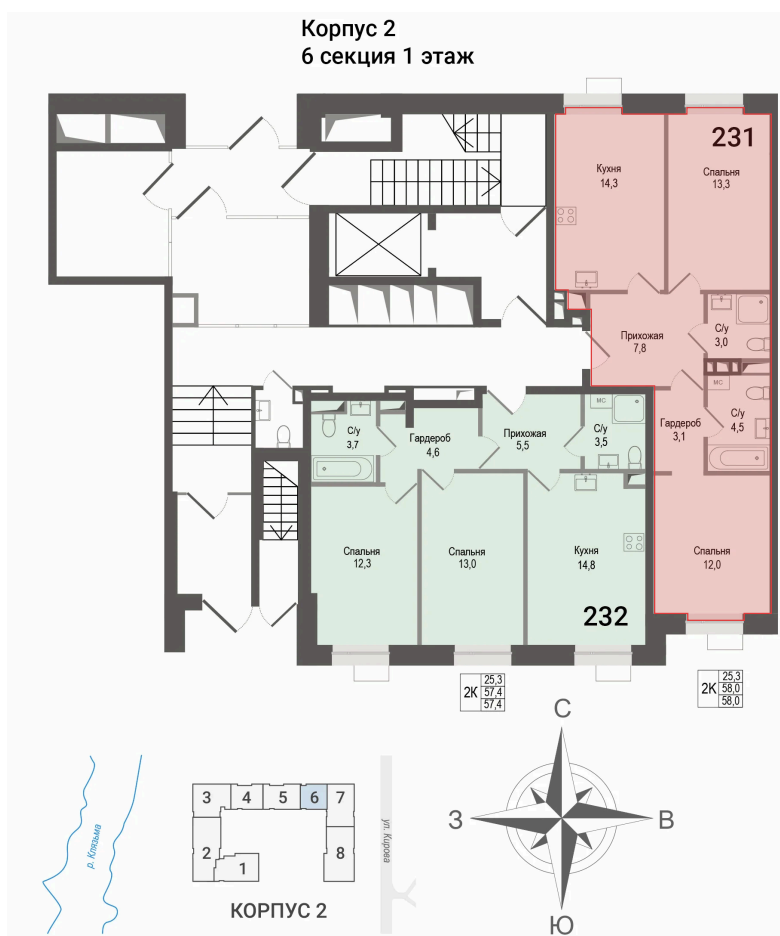 Корпус 2
6 секция 1 этаж
231
Кухня
14,3
Спальня
13,3
Прихожая
7,8
С/у
3,0
МС
МС
С/у
4,5
Гардероб
3,1
Спальня
12,0
С/у
3,7
Гардероб
4,6
Прихожая
5,5
МС
С/у
3,5
Спальня
12,3
Спальня
13,0
Кухня
14,8
232
2К
25,3
57,4
57,4
2К
25,3
58,0
58,0
С
З
В
Ю
р. Клязьма
3
4
5
6
7
2
1
8
ул. Кирова
КОРПУС 2